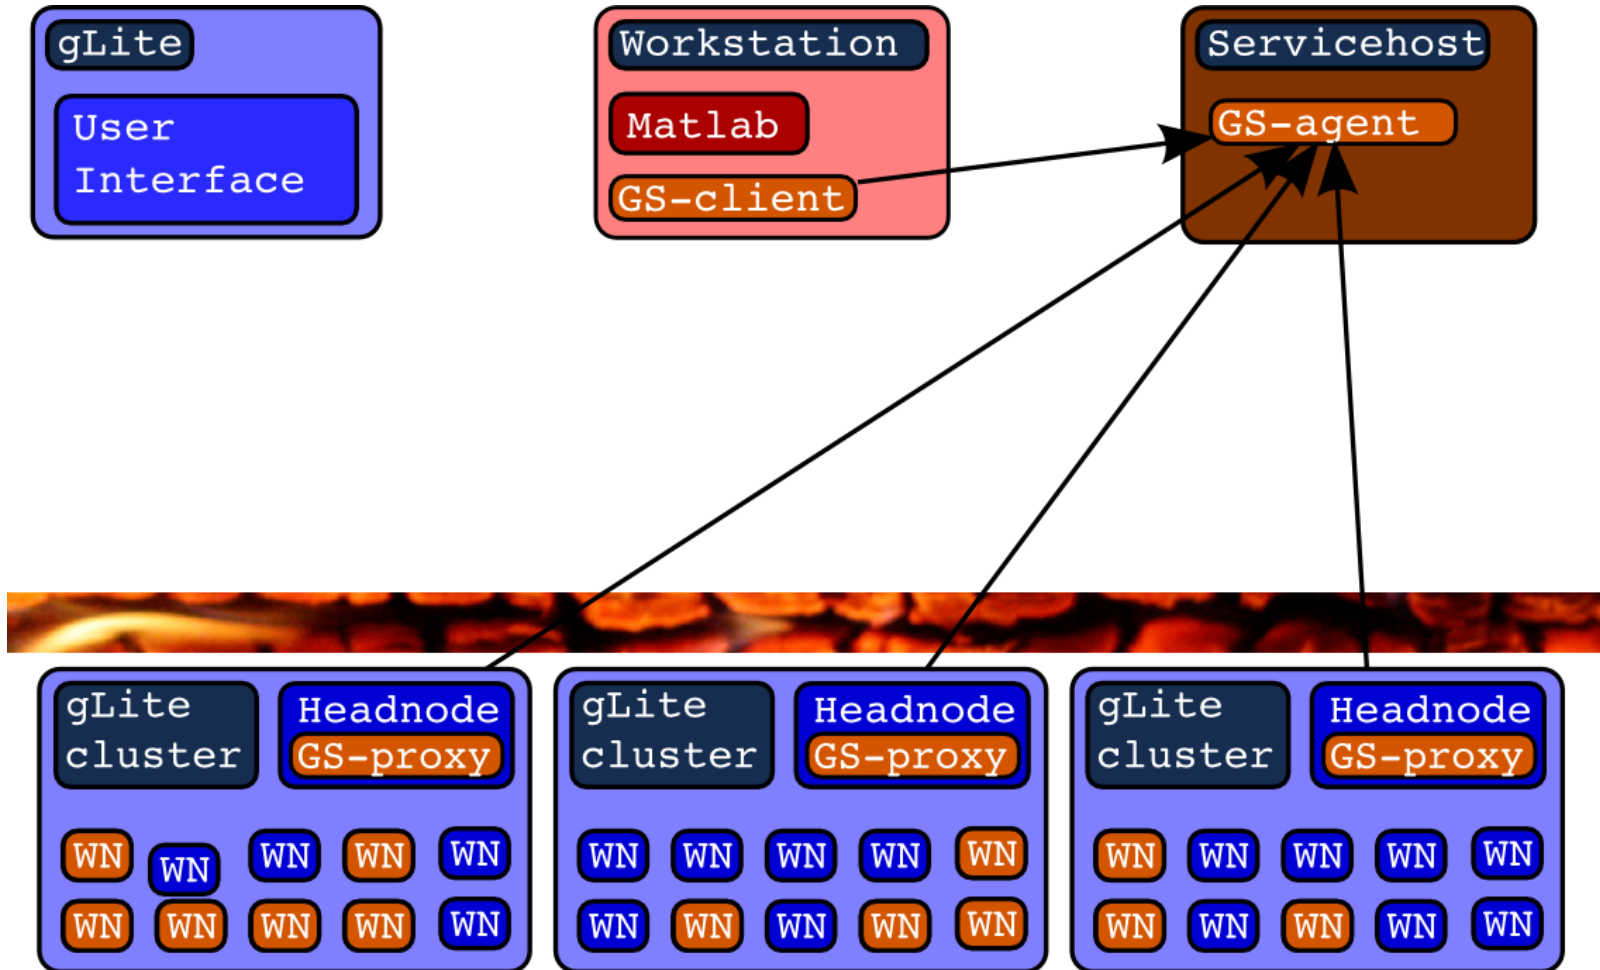 gLite
User
Interface
Workstation
Matlab
GS-client
Servicehost
GS-agent
gLite
cluster
Headnode
GS-proxy
WN WN WN WN WN
WN WN WN WN WN
gLite
cluster
Headnode
GS-proxy
WN WN WN WN WN
WN WN WN WN WN
gLite
cluster
Headnode
GS-proxy
WN WN WN WN WN
WN WN WN WN WN